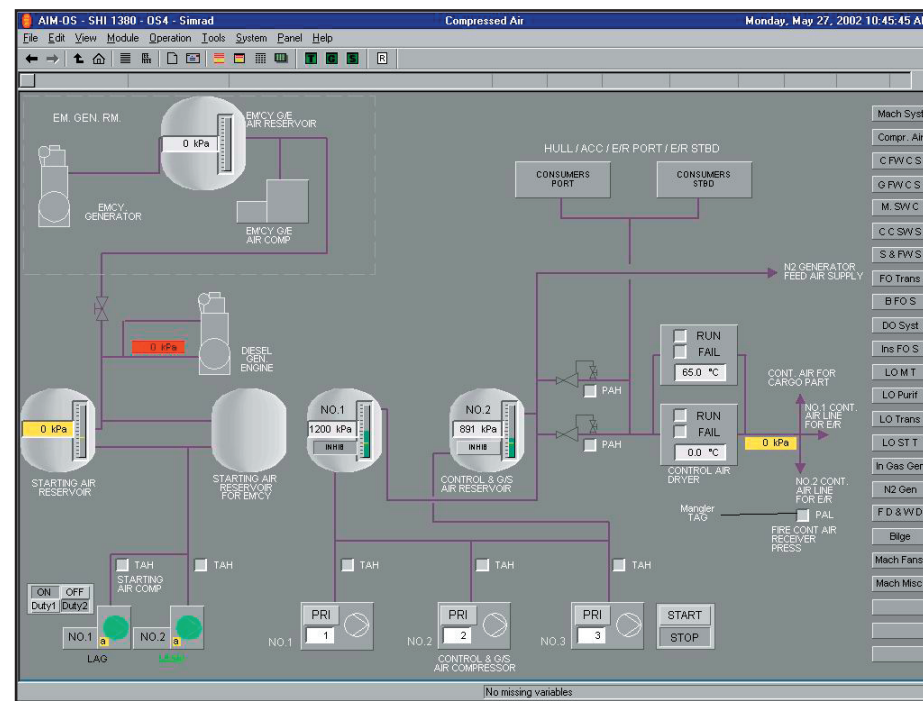 AIM-OS - SHI 1380 - OS4 - Simrad
Compressed Air
Monday, May 27, 2002 10:45:45 A
File Edit View Module Operation Tools System Panel Help
T G S R
EM. GEN. RM.
EM'CY G/E
AIR RESERVOIR
0 kPa
EMCY.
GENERATOR
EM'CY G/E
AIR COMP
HULL / ACC / E/R PORT / E/R STBD
CONSUMERS
PORT
CONSUMERS
STBD
N2 GENERATOR
FEED AIR SUPPLY
0 kPa
DIESEL
GEN.
ENGINE
PAH
PAH
RUN
FAIL
65.0 °C
RUN
FAIL
0.0 °C
CONTROL AIR
DRYER
CONT. AIR FOR
CARGO PART
NO.1 CONT.
AIR LINE
FOR E/R
0 kPa
NO.2 CONT.
AIR LINE
FOR E/R
0 kPa
STARTING AIR
RESERVOIR
STARTING AIR
RESERVOIR
FOR EM'CY
NO.1
1200 kPa
INHIB
NO.2
891 kPa
INHIB
CONTROL & G/S
AIR RESERVOIR
Mangler
TAG
PAL
FIRE CONT AIR
RECEIVER
PRESS
TAH
STARTING
AIR COMP
TAH
TAH
TAH
TAH
ON OFF
Duty1 Duty2
NO.1
a
LAG
NO.2
a
NO.1
PRI
1
NO.2
PRI
2
CONTROL & G/S
AIR COMPRESSOR
NO.3
PRI
3
START
STOP
Mach Syst
Compr. Air
C FW C S
G FW C S
M. SW C
C C SW S
S & FW S
FO Trans
B FO S
DO Syst
Ins FO S
LO M T
LO Purif
LO Trans
LO ST T
In Gas Ger
N2 Gen
F D & W D
Bilge
Mach Fans
Mach Misc
No missing variables